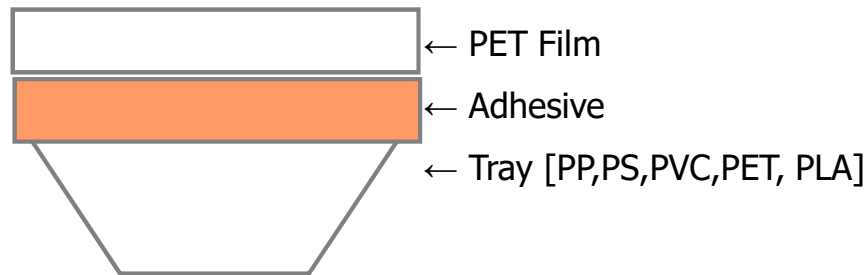 ← PET Film
← Adhesive
← Tray [PP,PS,PVC,PET, PLA]